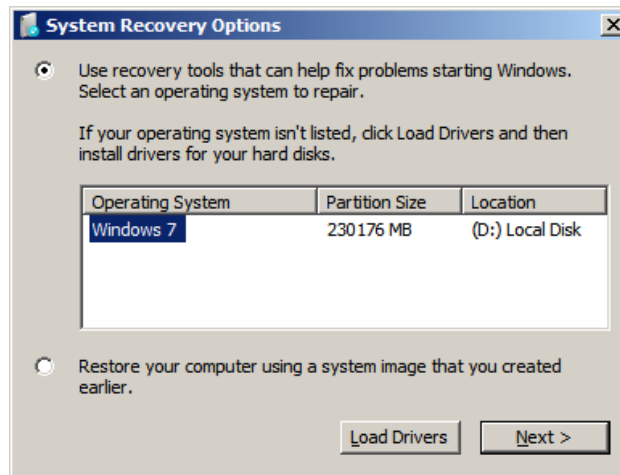 System Recovery Options
Use recovery tools that can help fix problems starting Windows.
Select an operating system to repair.
If your operating system isn't listed, click Load Drivers and then
install drivers for your hard disks.
Operating System Partition Size Location
Windows 7 230176 MB (D:) Local Disk
Restore your computer using a system image that you created
earlier.
Load Drivers Next >